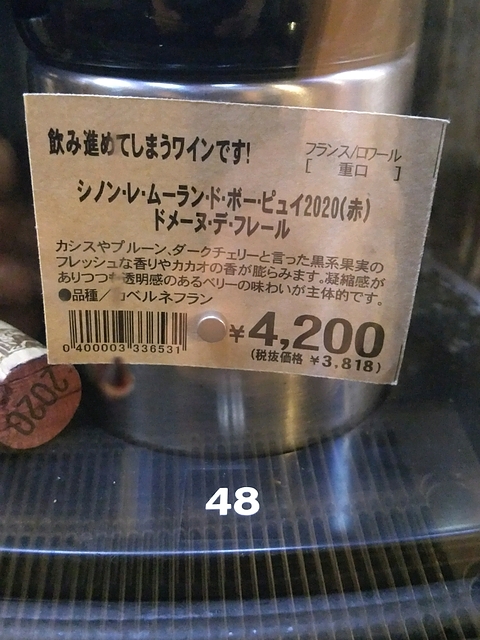 飲み進めてしまうワインです!
フランス/ロワール
[ 重口 ]
シノン・レ・ムーラン・ド・ボー・ピュイ2020(赤)
ドメーヌ・デ・フレール
カシスやプルーン、ダークチェリーと言った黒系果実の
フレッシュな香りやカカオの香が膨らみます。凝縮感が
ありつつも透明感のあるベリーの味わいが主体的です。
●品種/ カベルネフラン
0 400003 336531
¥4,200
(税抜価格 ¥3,818)
2020
48